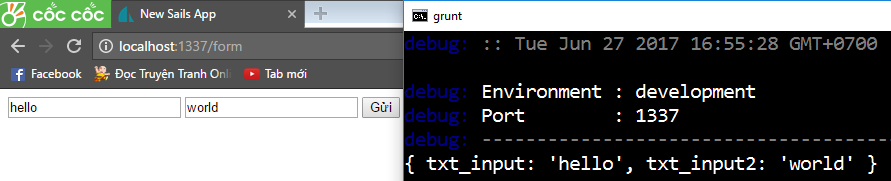 cốc cốc
New Sails App
localhost:1337/form
Facebook
Đọc Truyện Tranh Onli
Tab mới
hello
world
Gửi
grunt
debug: :: Tue Jun 27 2017 16:55:28 GMT+0700
debug: Environment : development
debug: Port        : 1337
debug: -----------------------------------
{ txt_input: 'hello', txt_input2: 'world' }